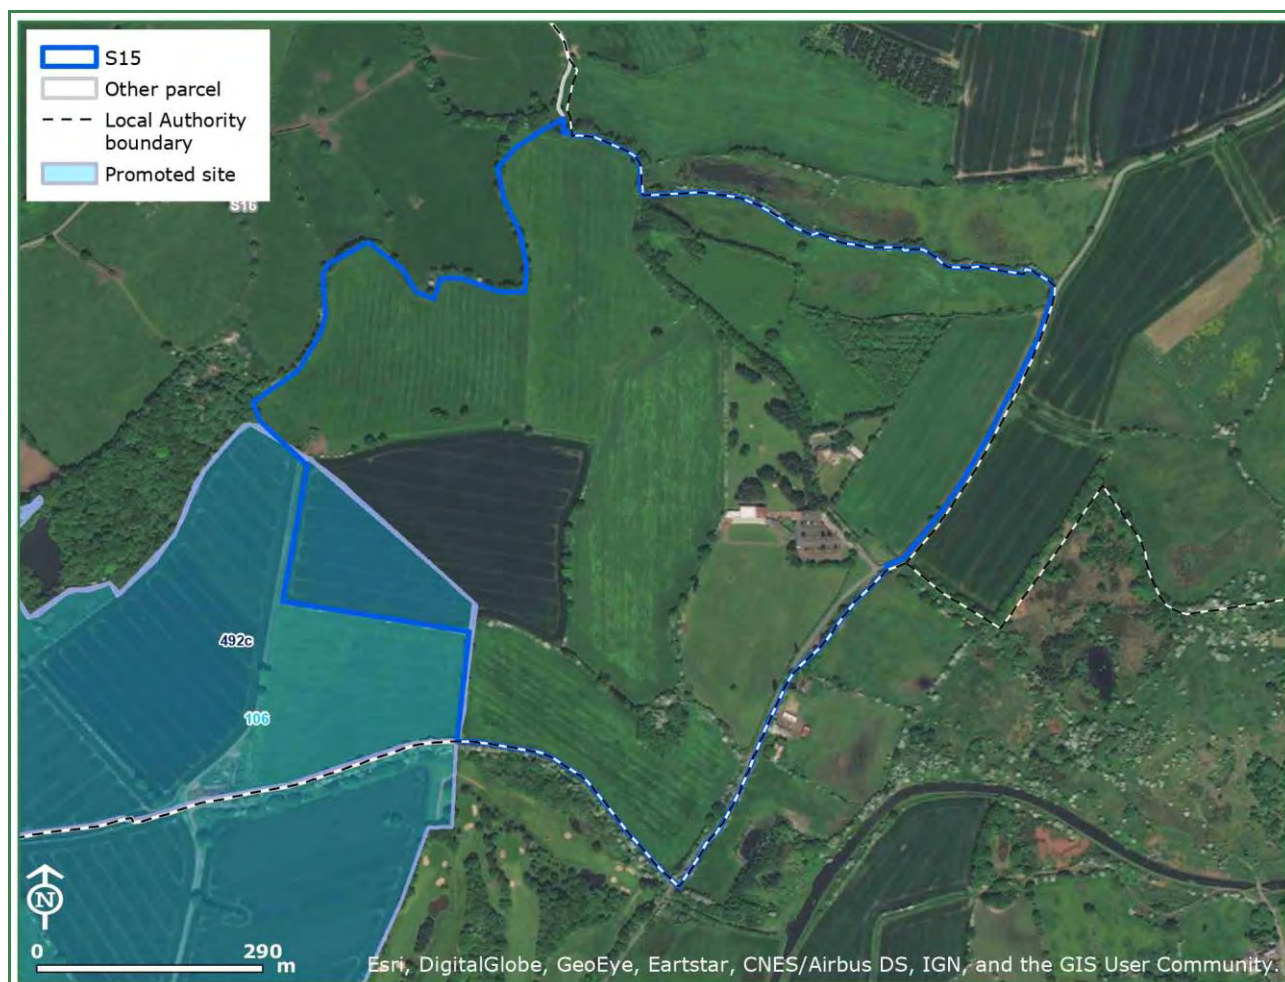 S15
Other parcel
Local Authority
boundary
Promoted site
S16
492c
106
N
0 290
m
Esri, DigitalGlobe, GeoEye, Eartstar, CNES/Airbus DS, IGN, and the GIS User Community.